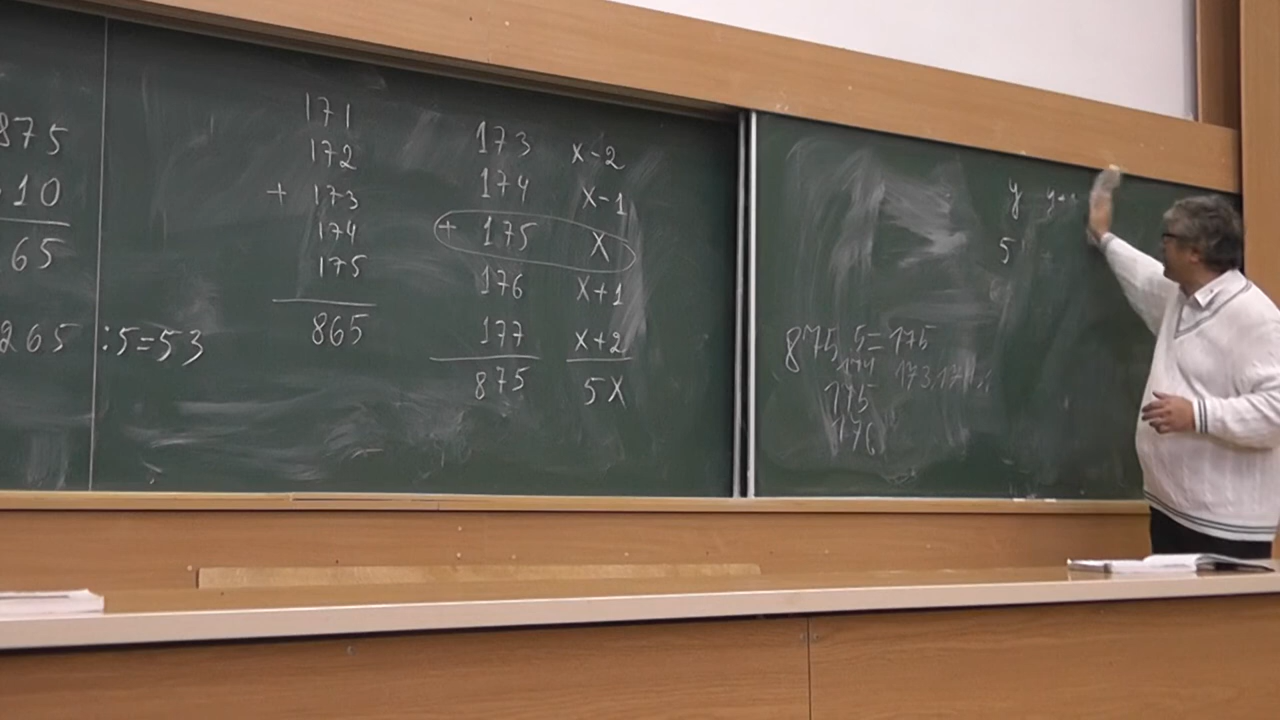 875
10
65
265 :5=53
171
172
+ 173
174
175
865
173 x-2
174 x-1
+ 175 x
176 x+1
177 x+2
875 5x
y y+
5
875 5=175
174 173
175
176